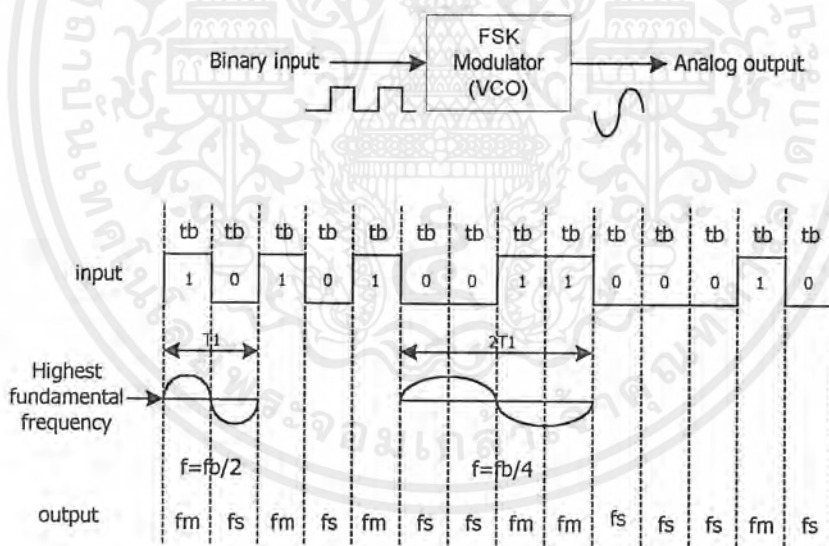 FSK
Modulator
(VCO)
Binary input
Analog output
tb tb tb tb tb tb tb tb tb tb tb tb tb tb
input
1 0 1 0 1 0 0 1 1 0 0 0 1 0
T1
2T1
Highest
fundamental
frequency
f=fb/2
f=fb/4
output
fm fs fm fs fm fs fs fm fm fs fs fs fm fs